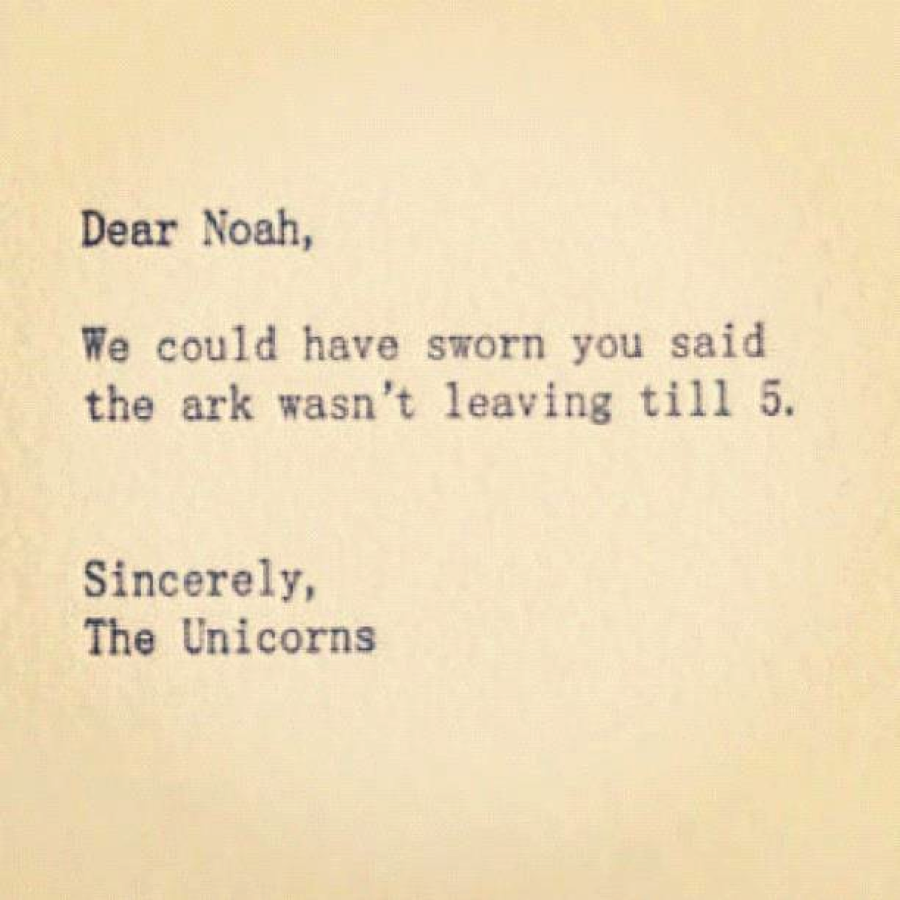 Dear Noah,
We could have sworn you said
the ark wasn't leaving till 5.
Sincerely,
The Unicorns